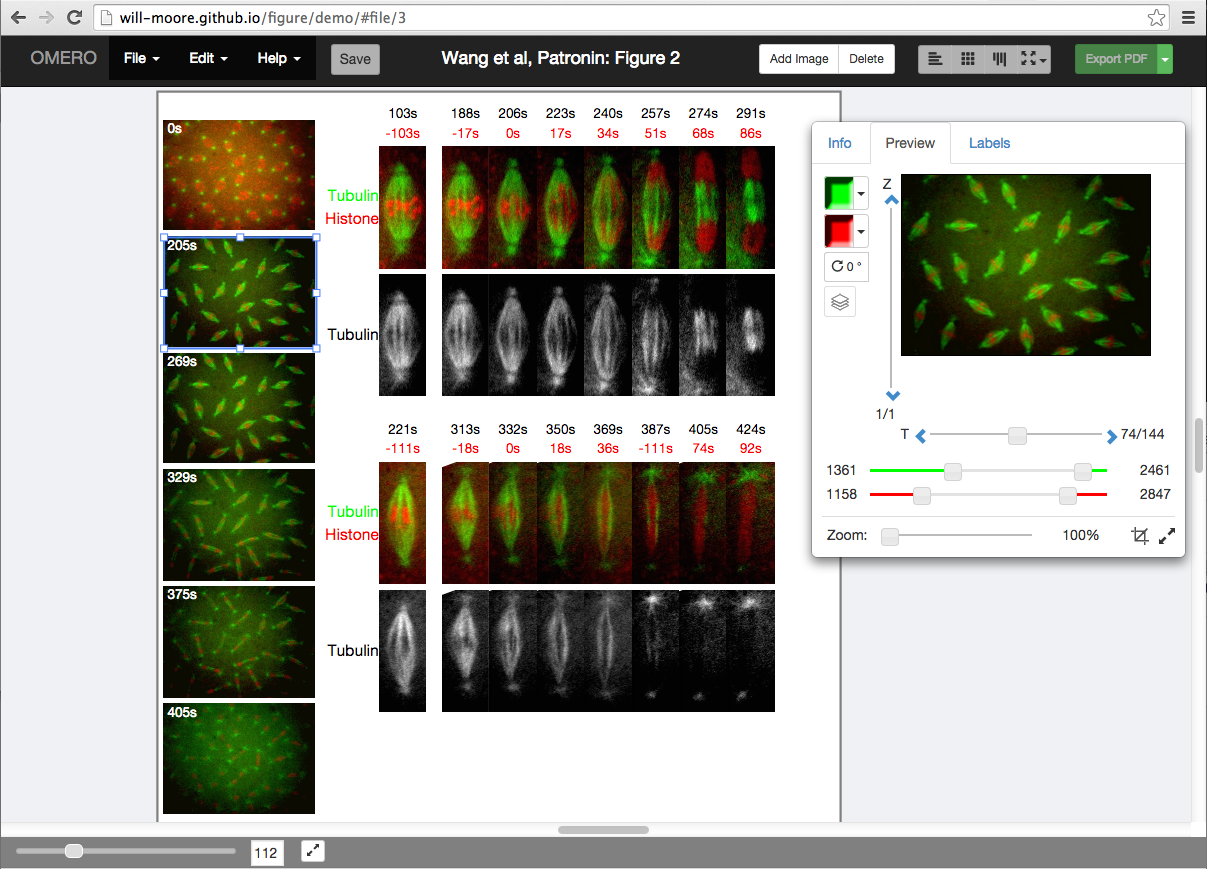 will-moore.github.io/figure/demo/#file/3
OMERO File Edit Help Save Wang et al, Patronin: Figure 2 Add Image Delete Export PDF
0s
205s
269s
329s
375s
405s
103s 188s 206s 223s 240s 257s 274s 291s
-103s -17s 0s 17s 34s 51s 68s 86s
Tubulin
Histone
Tubulin
221s 313s 332s 350s 369s 387s 405s 424s
-111s -18s 0s 18s 36s -111s 74s 92s
Tubulin
Histone
Tubulin
Info Preview Labels
Z
0 °
1/1
T 74/144
1361 2461
1158 2847
Zoom: 100%
112